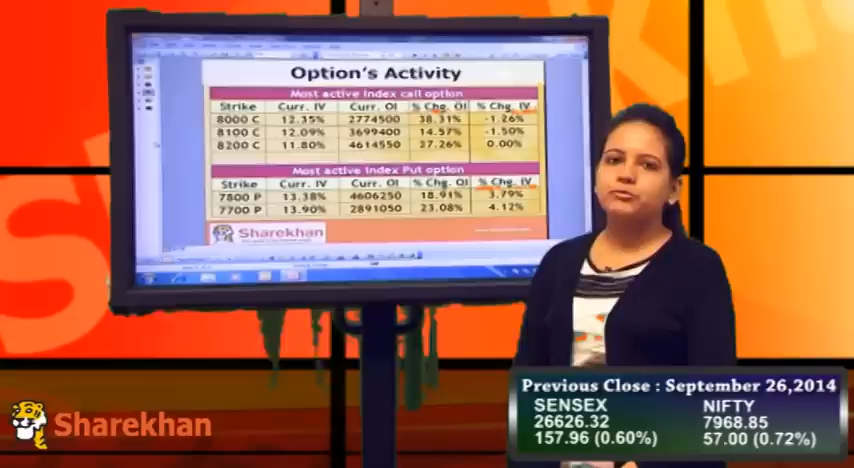 Option's Activity
Most active Index call option
Strike Curr. IV Curr. OI % Chg. OI % Chg. IV
8000 C 12.35% 2774500 38.31% -1.26%
8100 C 12.09% 3699400 14.57% -1.50%
8200 C 11.80% 4614550 27.26% 0.00%
Most active Index Put option
Strike Curr. IV Curr. OI % Chg. OI % Chg. IV
7800 P 13.38% 4606250 18.91% 3.79%
7700 P 13.90% 2891050 23.08% 4.12%
Sharekhan
Sharekhan
Previous Close : September 26,2014
SENSEX NIFTY
26626.32 7968.85
157.96 (0.60%) 57.00 (0.72%)